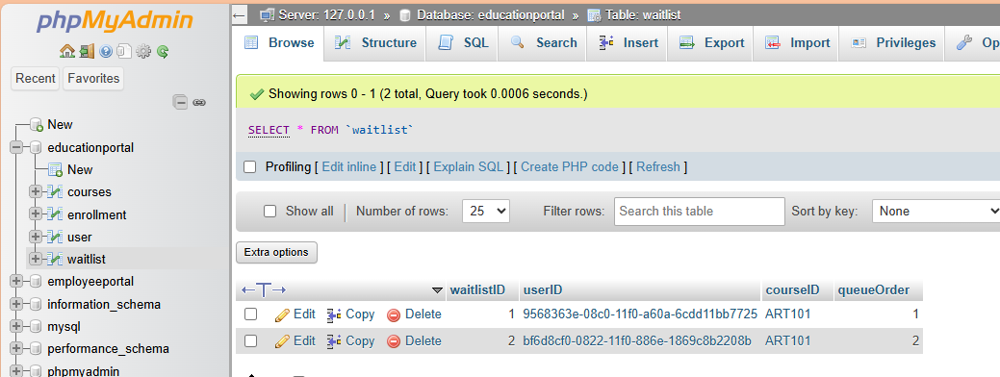 phpMyAdmin
Recent Favorites
New
educationportal
New
courses
enrollment
user
waitlist
employeeportal
information_schema
mysql
performance_schema
phpmyadmin
Server: 127.0.0.1 » Database: educationportal » Table: waitlist
Browse Structure SQL Search Insert Export Import Privileges Op
Showing rows 0 - 1 (2 total, Query took 0.0006 seconds.)
SELECT * FROM `waitlist`
Profiling [ Edit inline ] [ Edit ] [ Explain SQL ] [ Create PHP code ] [ Refresh ]
Show all Number of rows: 25 Filter rows: Search this table Sort by key: None
Extra options
waitlistID userID courseID queueOrder
Edit Copy Delete 1 9568363e-08c0-11f0-a60a-6cdd11bb7725 ART101 1
Edit Copy Delete 2 bf6d8cf0-0822-11f0-886e-1869c8b2208b ART101 2